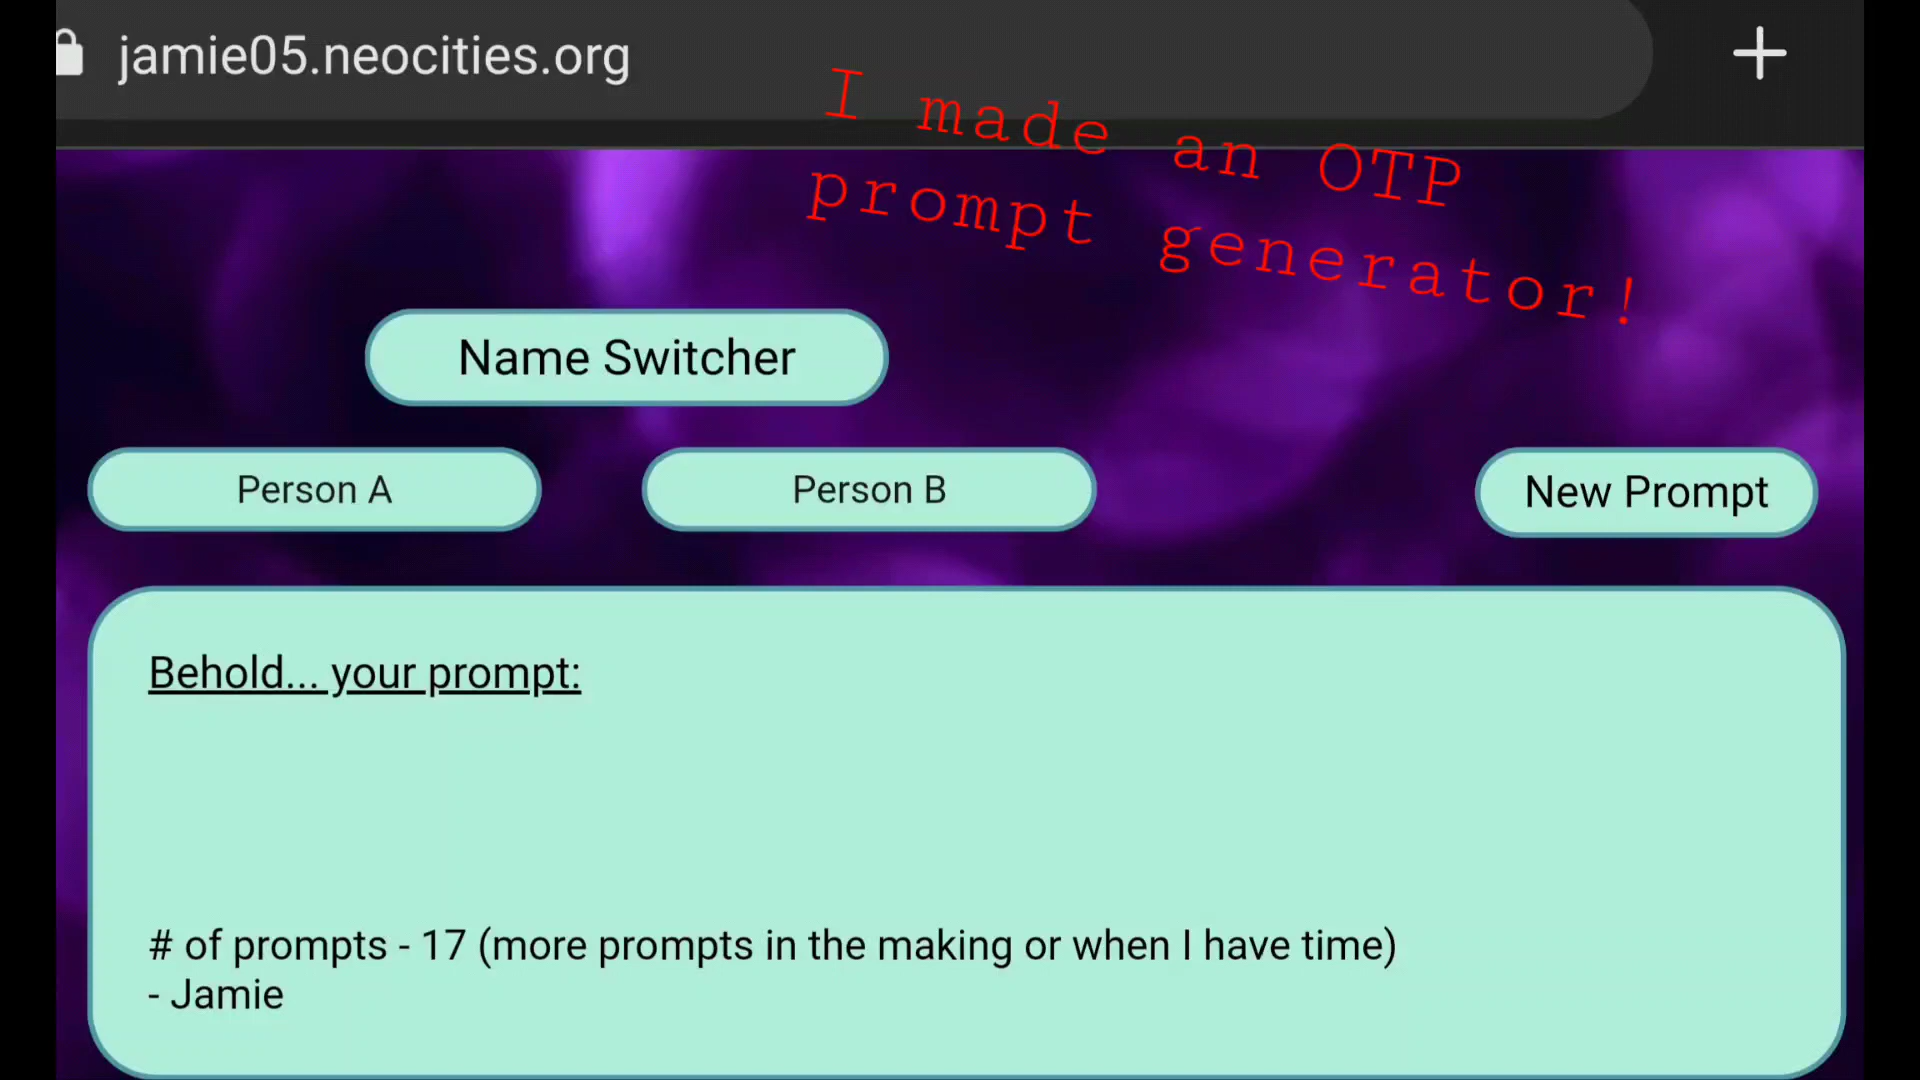 jamie05.neocities.org
I made an OTP
prompt generator!
Name Switcher
Person A
Person B
New Prompt
Behold... your prompt:
# of prompts - 17 (more prompts in the making or when I have time)
- Jamie